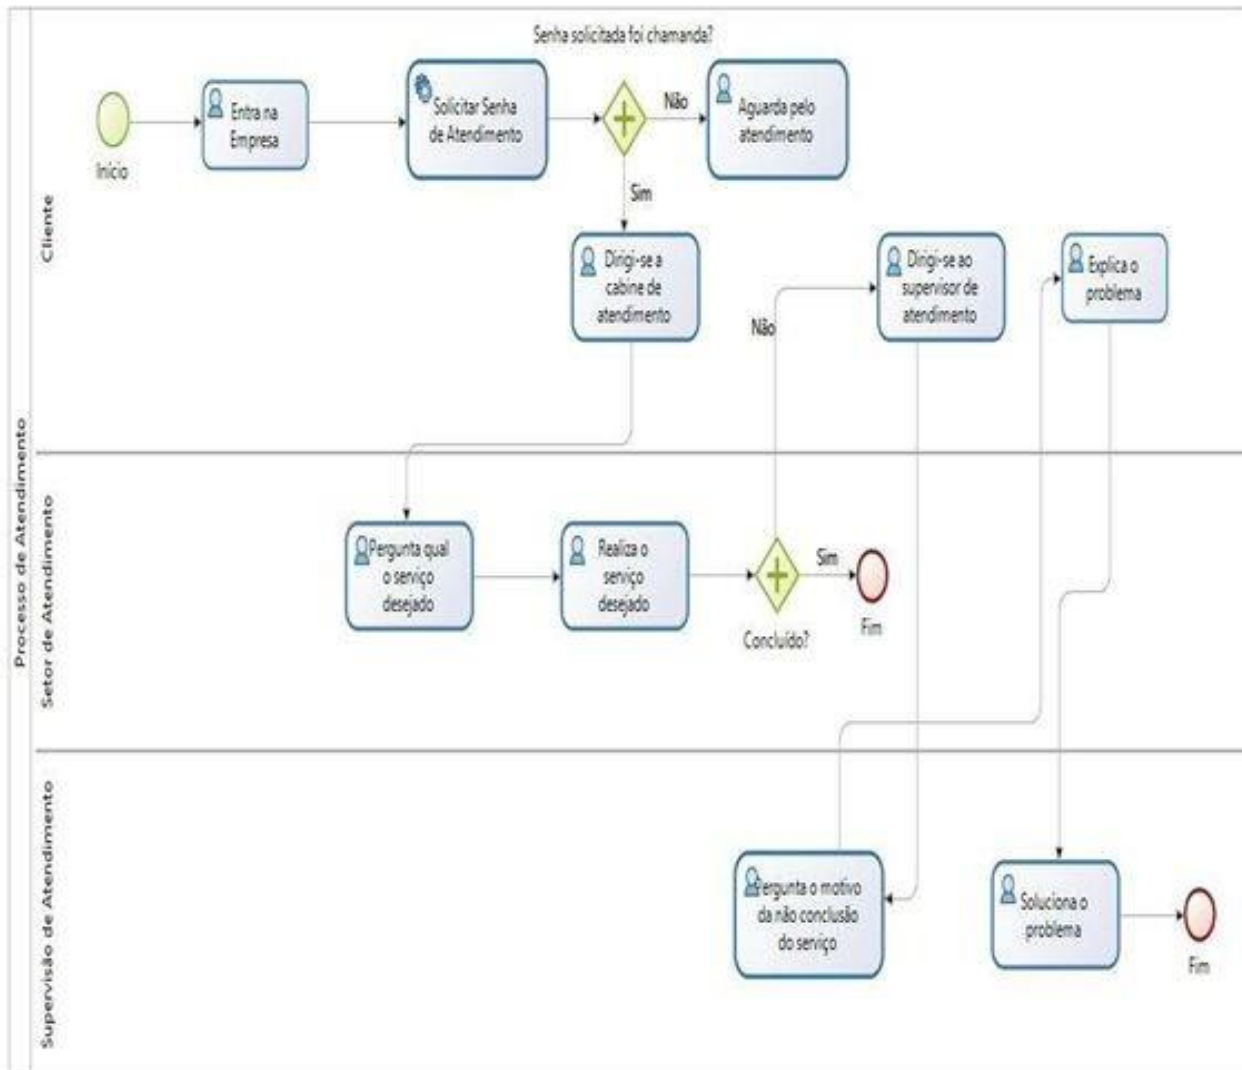 Senha solicitada foi chamanda?
Início
Entra na
Empresa
Solicitar Senha
de Atendimento
Não
Aguarda pelo
atendimento
Sim
Cliente
Dirigi-se a
cabine de
atendimento
Não
Dirigi-se ao
supervisor de
atendimento
Explica o
problema
Processo de Atendimento
Setor de Atendimento
Pergunta qual
o serviço
desejado
Realiza o
serviço
desejado
Concluído?
Sim
Fim
Supervisão de Atendimento
Pergunta o motivo
da não conclusão
do serviço
Soluciona o
problema
Fim